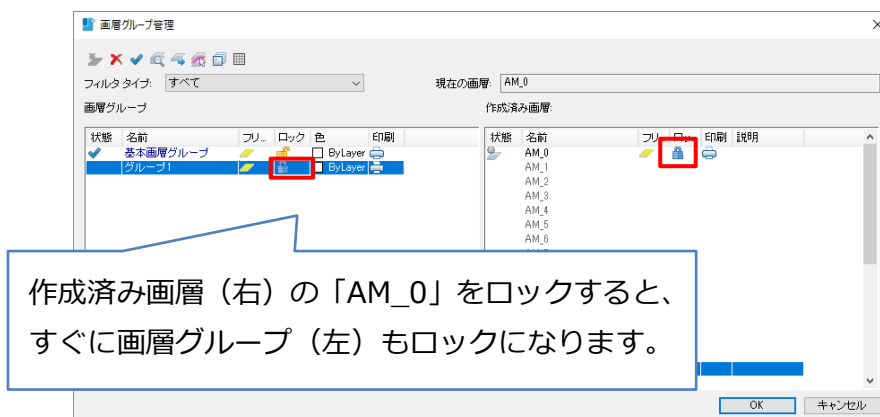 画層グループ管理
フィルタ タイプ: すべて
現在の画層: AM_0
画層グループ
作成済み画層:
状態 名前 フリ... ロック 色 印刷
状態 名前 フリ... ロッ... 印刷 説明
基本画層グループ ByLayer
AM_0
グループ1 ByLayer
AM_1
AM_2
AM_3
AM_4
AM_5
AM_6
作成済み画層（右）の「AM_0」をロックすると、
すぐに画層グループ（左）もロックになります。
OK キャンセル